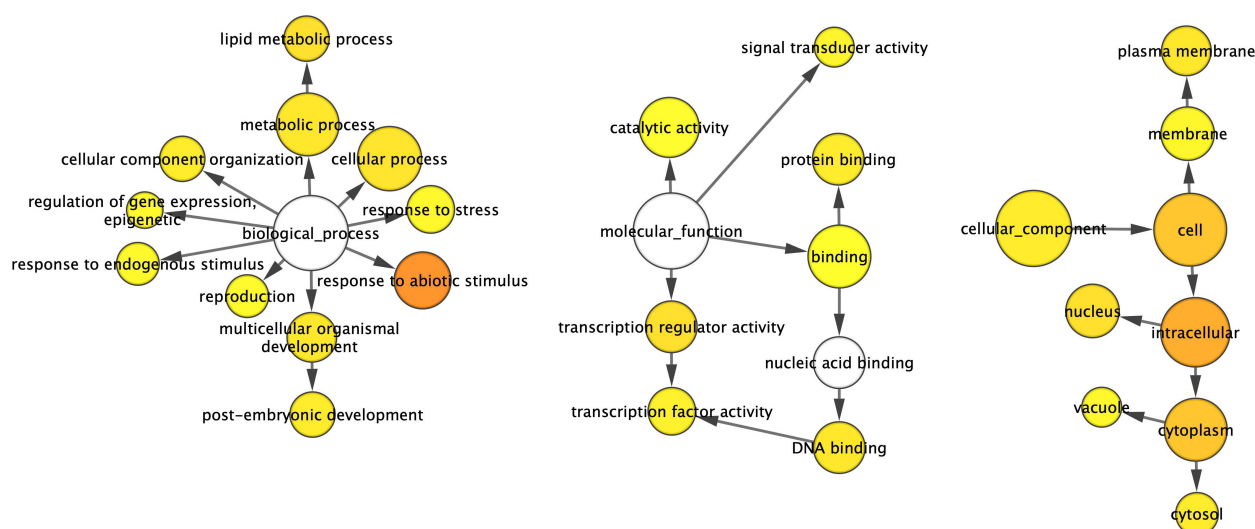 lipid metabolic process
metabolic process
cellular component organization
cellular process
regulation of gene expression,
epigenetic
response to stress
biological_process
response to endogenous stimulus
response to abiotic stimulus
reproduction
multicellular organismal
development
post-embryonic development
signal transducer activity
catalytic activity
protein binding
molecular_function
binding
transcription regulator activity
nucleic acid binding
transcription factor activity
DNA binding
plasma membrane
membrane
cellular_component
cell
nucleus
intracellular
vacuole
cytoplasm
cytosol